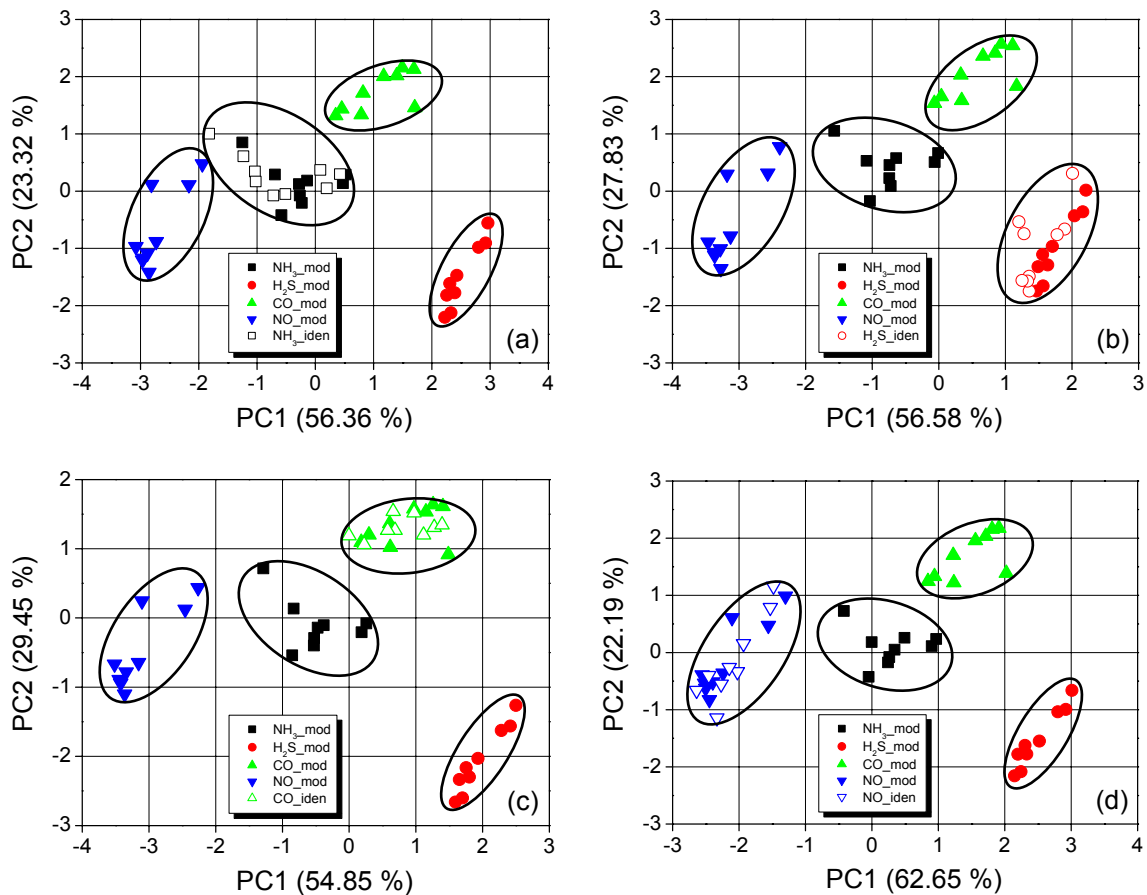 3
2
1
0
-1
-2
-3
-4 -3 -2 -1 0 1 2 3 4
PC2 (23.32 %)
PC1 (56.36 %)
NH₃_mod
H₂S_mod
CO_mod
NO_mod
NH₃_iden
(a)
3
2
1
0
-1
-2
-3
-4 -3 -2 -1 0 1 2 3
PC2 (27.83 %)
PC1 (56.58 %)
NH₃_mod
H₂S_mod
CO_mod
NO_mod
H₂S_iden
(b)
2
1
0
-1
-2
-3
-4 -3 -2 -1 0 1 2 3
PC2 (29.45 %)
PC1 (54.85 %)
NH₃_mod
H₂S_mod
CO_mod
NO_mod
CO_iden
(c)
3
2
1
0
-1
-2
-3
-3 -2 -1 0 1 2 3 4
PC2 (22.19 %)
PC1 (62.65 %)
NH₃_mod
H₂S_mod
CO_mod
NO_mod
NO_iden
(d)